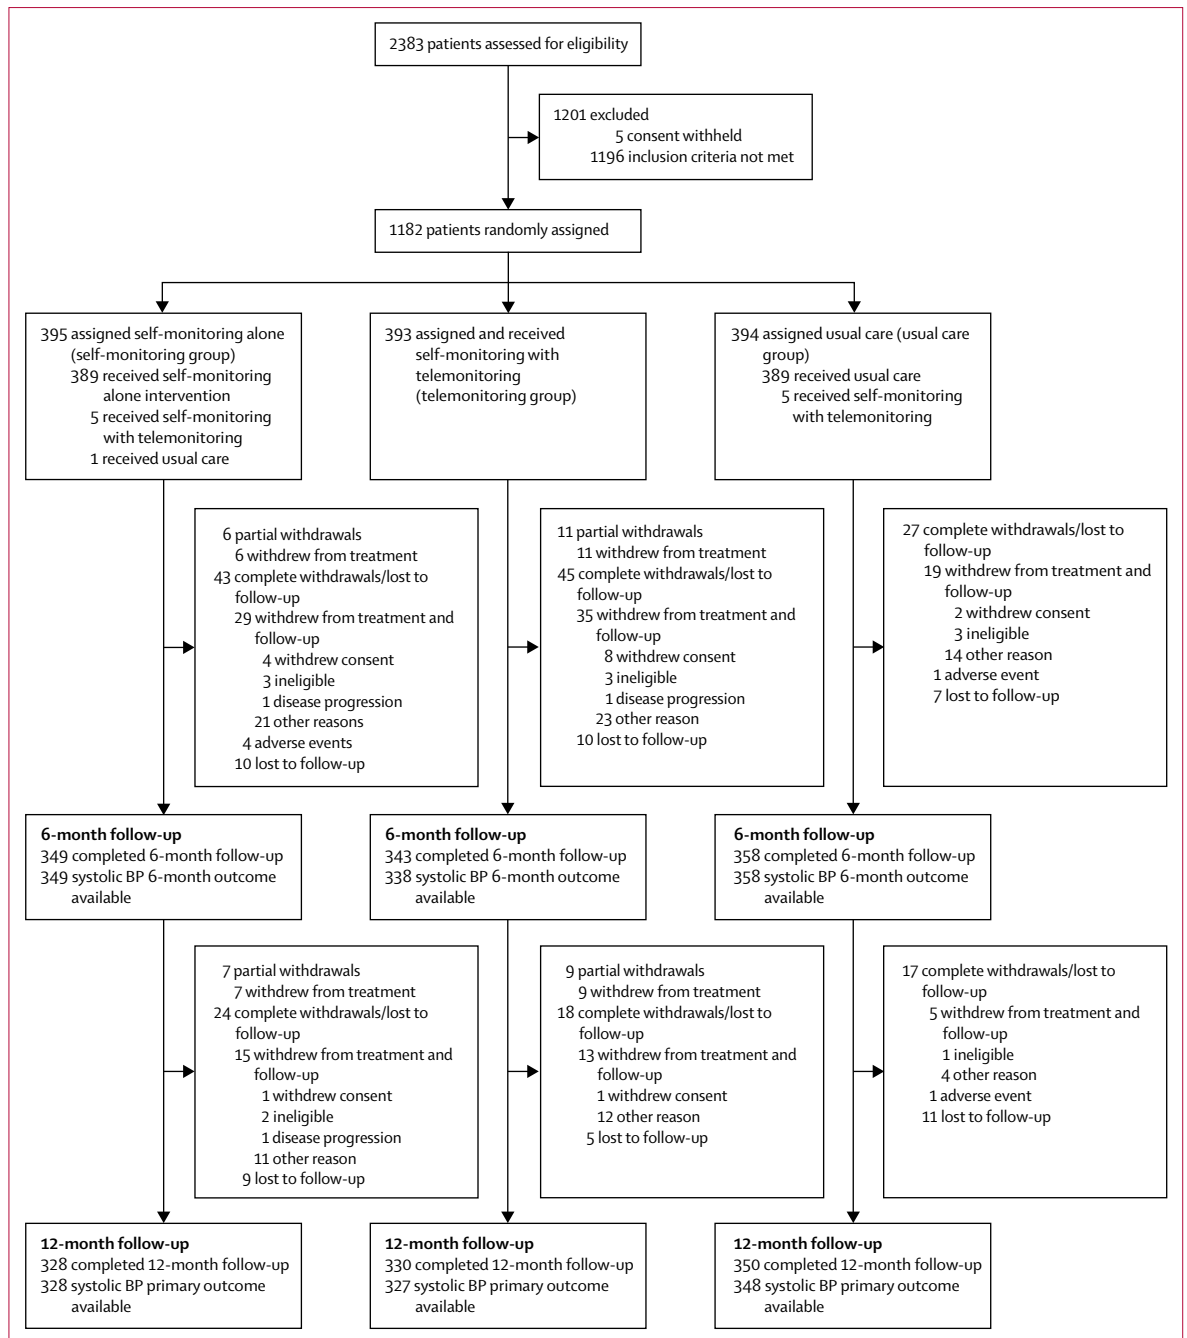 2383 patients assessed for eligibility
1201 excluded
5 consent withheld
1196 inclusion criteria not met
1182 patients randomly assigned
395 assigned self-monitoring alone
(self-monitoring group)
389 received self-monitoring
alone intervention
5 received self-monitoring
with telemonitoring
1 received usual care
393 assigned and received
self-monitoring with
telemonitoring
(telemonitoring group)
394 assigned usual care (usual care
group)
389 received usual care
5 received self-monitoring
with telemonitoring
6 partial withdrawals
6 withdrew from treatment
43 complete withdrawals/lost to
follow-up
29 withdrew from treatment and
follow-up
4 withdrew consent
3 ineligible
1 disease progression
21 other reasons
4 adverse events
10 lost to follow-up
11 partial withdrawals
11 withdrew from treatment
45 complete withdrawals/lost to
follow-up
35 withdrew from treatment and
follow-up
8 withdrew consent
3 ineligible
1 disease progression
23 other reason
10 lost to follow-up
27 complete withdrawals/lost to
follow-up
19 withdrew from treatment and
follow-up
2 withdrew consent
3 ineligible
14 other reason
1 adverse event
7 lost to follow-up
6-month follow-up
349 completed 6-month follow-up
349 systolic BP 6-month outcome
available
6-month follow-up
343 completed 6-month follow-up
338 systolic BP 6-month outcome
available
6-month follow-up
358 completed 6-month follow-up
358 systolic BP 6-month outcome
available
7 partial withdrawals
7 withdrew from treatment
24 complete withdrawals/lost to
follow-up
15 withdrew from treatment and
follow-up
1 withdrew consent
2 ineligible
1 disease progression
11 other reason
9 lost to follow-up
9 partial withdrawals
9 withdrew from treatment
18 complete withdrawals/lost to
follow-up
13 withdrew from treatment and
follow-up
1 withdrew consent
12 other reason
5 lost to follow-up
17 complete withdrawals/lost to
follow-up
5 withdrew from treatment and
follow-up
1 ineligible
4 other reason
1 adverse event
11 lost to follow-up
12-month follow-up
328 completed 12-month follow-up
328 systolic BP primary outcome
available
12-month follow-up
330 completed 12-month follow-up
327 systolic BP primary outcome
available
12-month follow-up
350 completed 12-month follow-up
348 systolic BP primary outcome
available